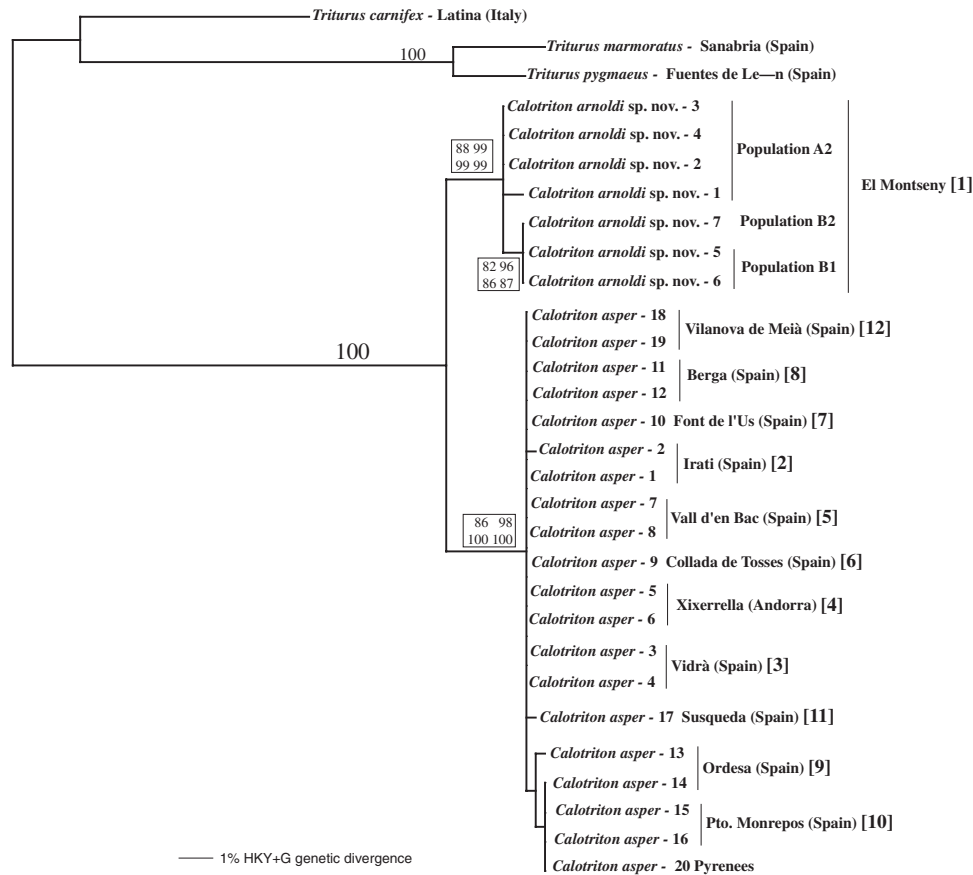 Triturus carnifex - Latina (Italy)
Triturus marmoratus - Sanabria (Spain)
100
Triturus pygmaeus - Fuentes de Le—n (Spain)
Calotriton arnoldi sp. nov. - 3
Calotriton arnoldi sp. nov. - 4
Calotriton arnoldi sp. nov. - 2
Calotriton arnoldi sp. nov. - 1
Population A2
88 99
99 99
El Montseny [1]
Calotriton arnoldi sp. nov. - 7 Population B2
Calotriton arnoldi sp. nov. - 5
Calotriton arnoldi sp. nov. - 6
Population B1
82 96
86 87
Calotriton asper - 18
Calotriton asper - 19
Vilanova de Meià (Spain) [12]
100
Calotriton asper - 11
Calotriton asper - 12
Berga (Spain) [8]
Calotriton asper - 10 Font de l'Us (Spain) [7]
Calotriton asper - 2
Calotriton asper - 1
Irati (Spain) [2]
Calotriton asper - 7
Calotriton asper - 8
Vall d'en Bac (Spain) [5]
86 98
100 100
Calotriton asper - 9 Collada de Tosses (Spain) [6]
Calotriton asper - 5
Calotriton asper - 6
Xixerrella (Andorra) [4]
Calotriton asper - 3
Calotriton asper - 4
Vidrà (Spain) [3]
Calotriton asper - 17 Susqueda (Spain) [11]
Calotriton asper - 13
Calotriton asper - 14
Ordesa (Spain) [9]
Calotriton asper - 15
Calotriton asper - 16
Pto. Monrepos (Spain) [10]
Calotriton asper - 20 Pyrenees
1% HKY+G genetic divergence